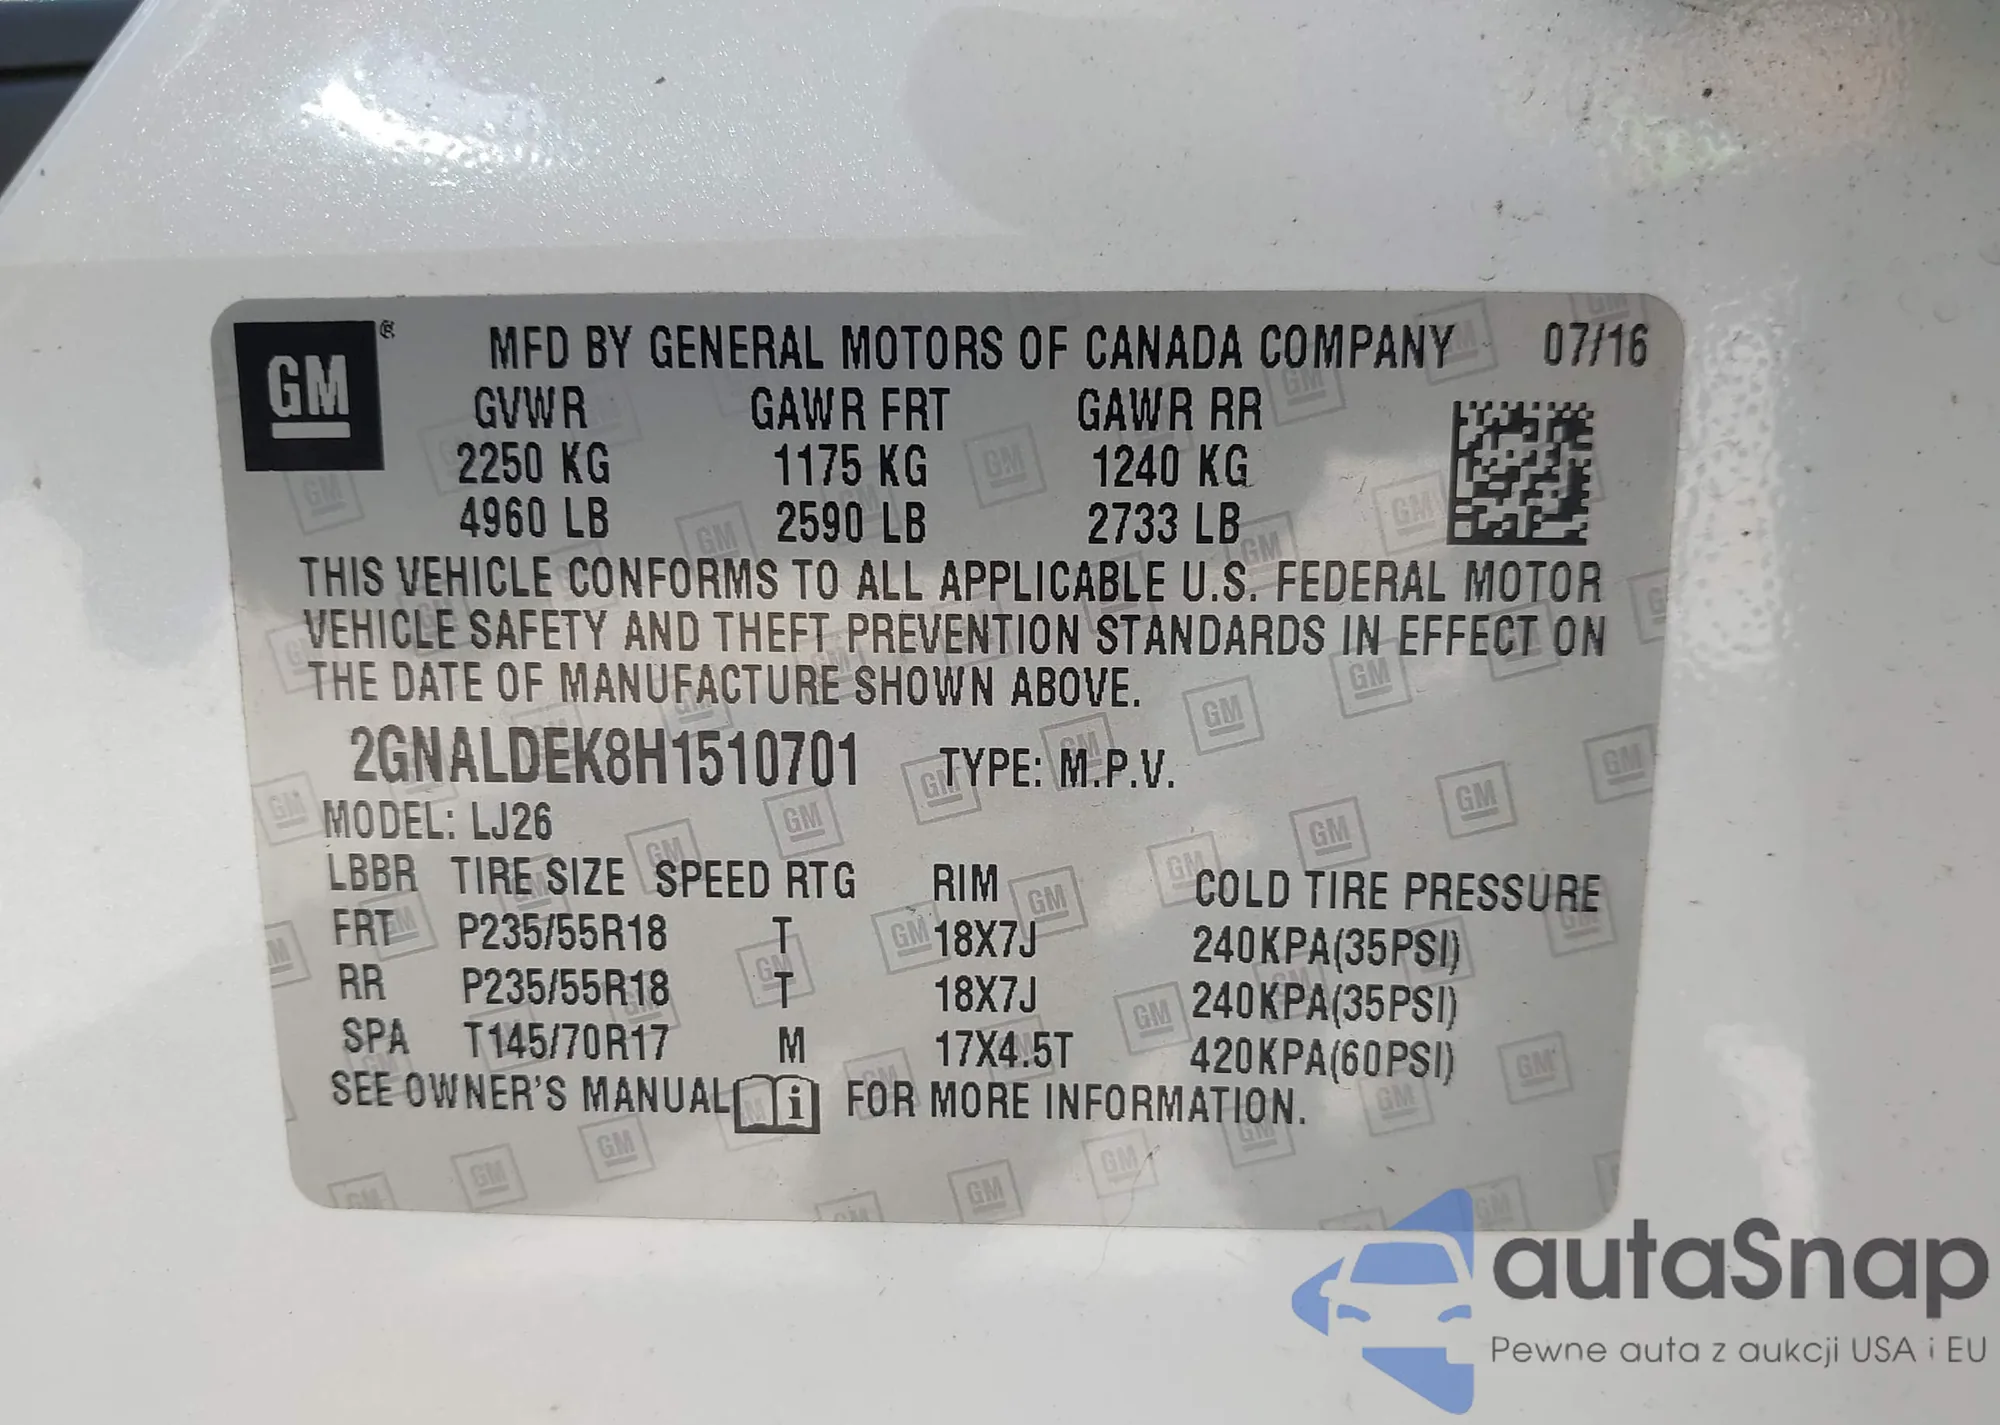 GM ® MFD BY GENERAL MOTORS OF CANADA COMPANY 07/16
GVWR GAWR FRT GAWR RR
2250 KG 1175 KG 1240 KG
4960 LB 2590 LB 2733 LB
THIS VEHICLE CONFORMS TO ALL APPLICABLE U.S. FEDERAL MOTOR
VEHICLE SAFETY AND THEFT PREVENTION STANDARDS IN EFFECT ON
THE DATE OF MANUFACTURE SHOWN ABOVE.
2GNALDEK8H1510701 TYPE: M.P.V.
MODEL: LJ26
LBBR TIRE SIZE SPEED RTG RIM COLD TIRE PRESSURE
FRT P235/55R18 T 18X7J 240KPA(35PSI)
RR P235/55R18 T 18X7J 240KPA(35PSI)
SPA T145/70R17 M 17X4.5T 420KPA(60PSI)
SEE OWNER'S MANUAL i FOR MORE INFORMATION.
autaSnap
Pewne auta z aukcji USA i EU